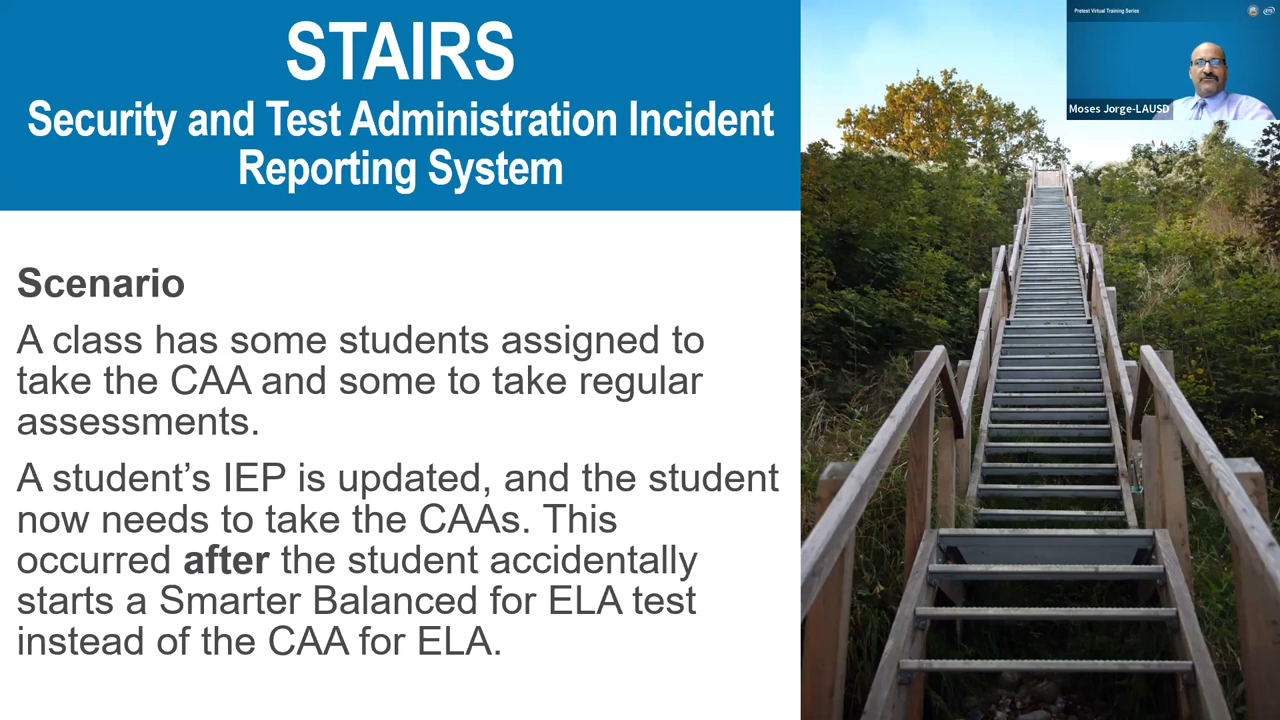 STAIRS
Security and Test Administration Incident
Reporting System
Pretest Virtual Training Series
Moses Jorge-LAUSD
Scenario
A class has some students assigned to
take the CAA and some to take regular
assessments.
A student’s IEP is updated, and the student
now needs to take the CAAs. This
occurred after the student accidentally
starts a Smarter Balanced for ELA test
instead of the CAA for ELA.